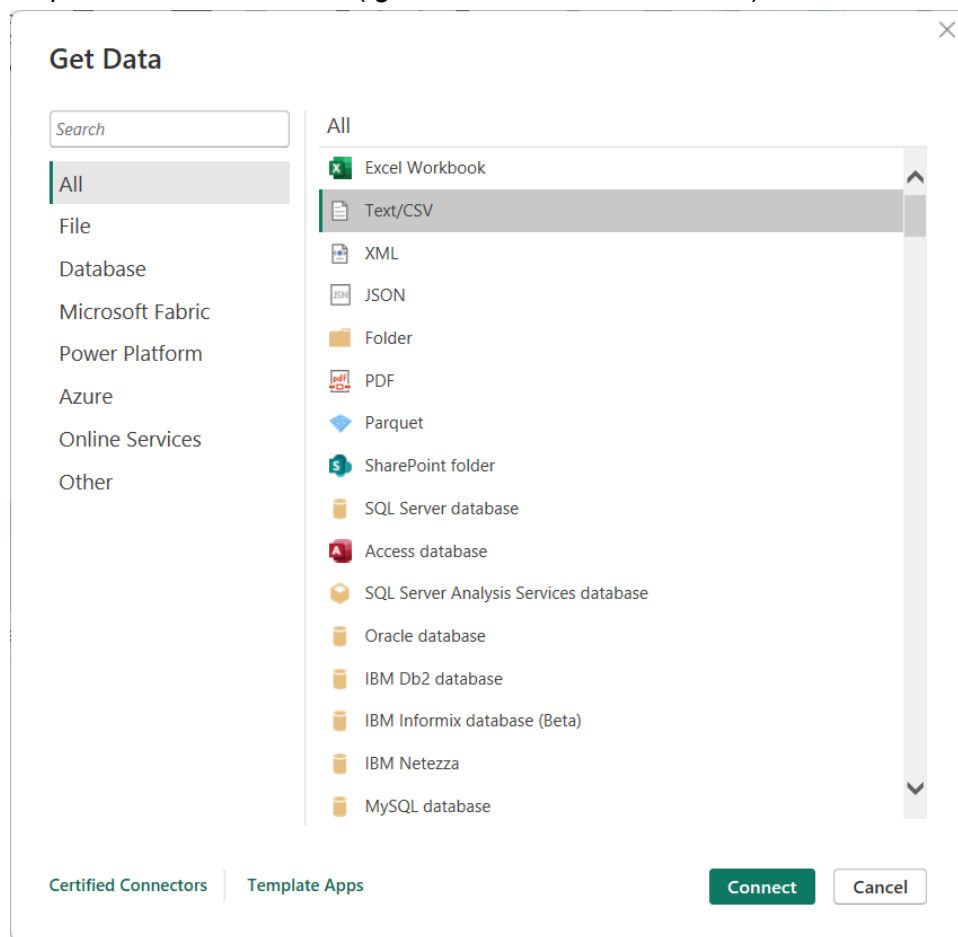 Get Data
Search
All
File
Database
Microsoft Fabric
Power Platform
Azure
Online Services
Other
All
Excel Workbook
Text/CSV
XML
JSN JSON
Folder
pdf PDF
Parquet
S SharePoint folder
SQL Server database
A Access database
SQL Server Analysis Services database
Oracle database
IBM Db2 database
IBM Informix database (Beta)
IBM Netezza
MySQL database
Certified Connectors Template Apps Connect Cancel